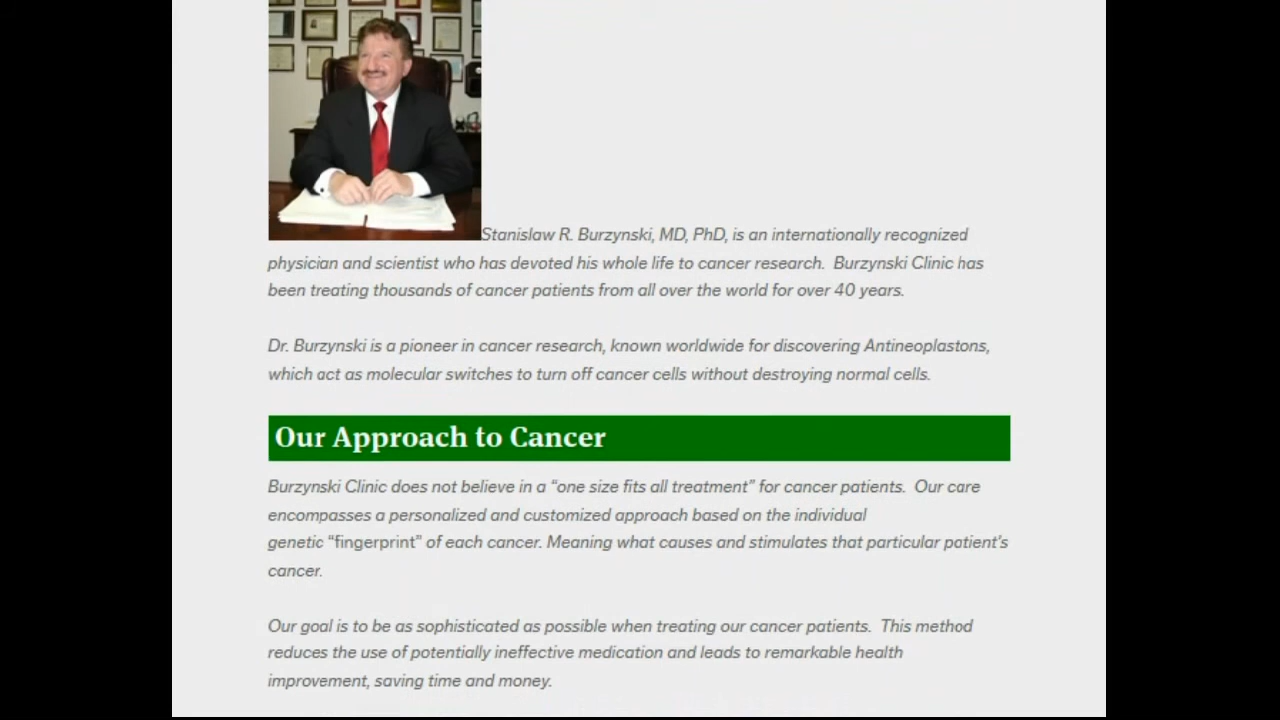 Stanislaw R. Burzynski, MD, PhD, is an internationally recognized
physician and scientist who has devoted his whole life to cancer research. Burzynski Clinic has
been treating thousands of cancer patients from all over the world for over 40 years.
Dr. Burzynski is a pioneer in cancer research, known worldwide for discovering Antineoplastons,
which act as molecular switches to turn off cancer cells without destroying normal cells.
Our Approach to Cancer
Burzynski Clinic does not believe in a “one size fits all treatment” for cancer patients. Our care
encompasses a personalized and customized approach based on the individual
genetic “fingerprint” of each cancer. Meaning what causes and stimulates that particular patient's
cancer.
Our goal is to be as sophisticated as possible when treating our cancer patients. This method
reduces the use of potentially ineffective medication and leads to remarkable health
improvement, saving time and money.